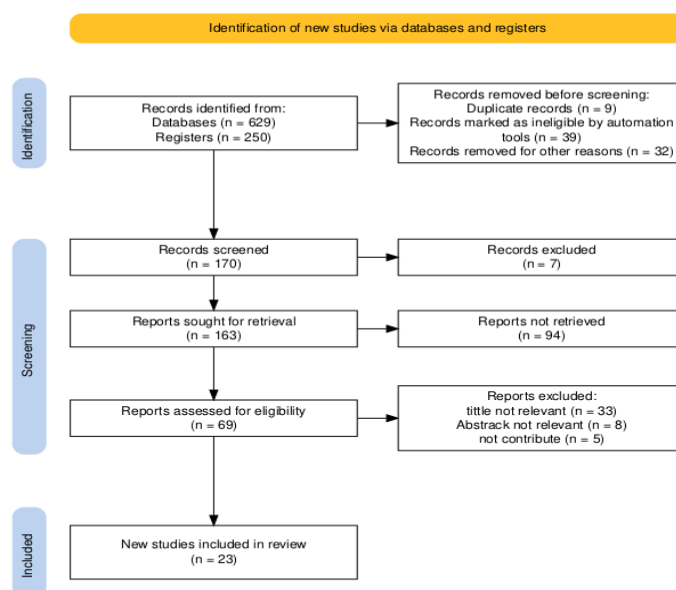 Identification of new studies via databases and registers
Identification
Records identified from:
Databases (n = 629)
Registers (n = 250)
Records removed before screening:
Duplicate records (n = 9)
Records marked as ineligible by automation
tools (n = 39)
Records removed for other reasons (n = 32)
Screening
Records screened
(n = 170)
Records excluded
(n = 7)
Reports sought for retrieval
(n = 163)
Reports not retrieved
(n = 94)
Reports assessed for eligibility
(n = 69)
Reports excluded:
tittle not relevant (n = 33)
Abstrack not relevant (n = 8)
not contribute (n = 5)
Included
New studies included in review
(n = 23)